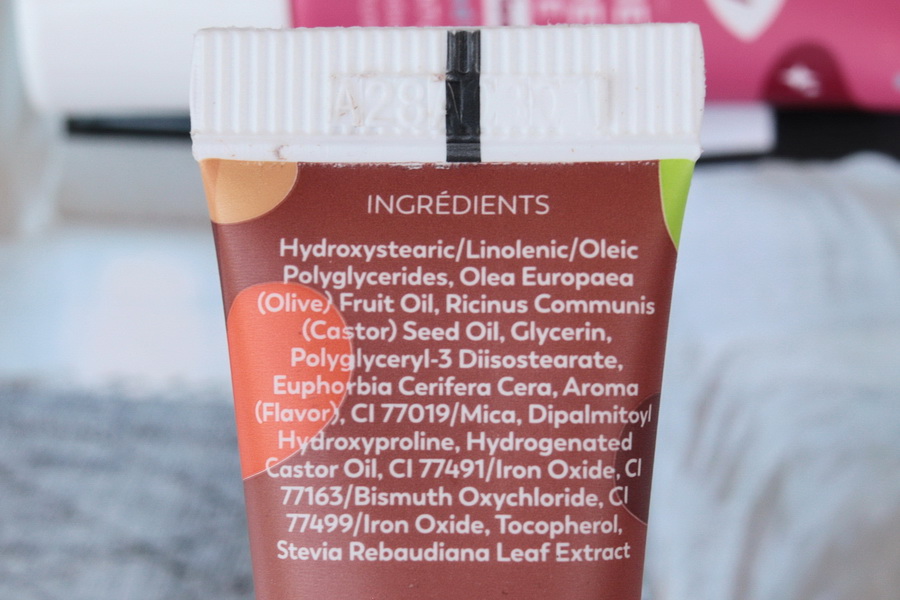 INGRÉDIENTS
Hydroxystearic/Linolenic/Oleic
Polyglycerides, Olea Europaea
(Olive) Fruit Oil, Ricinus Communis
(Castor) Seed Oil, Glycerin,
Polyglyceryl-3 Diisostearate,
Euphorbia Cerifera Cera, Aroma
(Flavor), CI 77019/Mica, Dipalmitoyl
Hydroxyproline, Hydrogenated
Castor Oil, CI 77491/Iron Oxide, CI
77163/Bismuth Oxychloride, CI
77499/Iron Oxide, Tocopherol,
Stevia Rebaudiana Leaf Extract